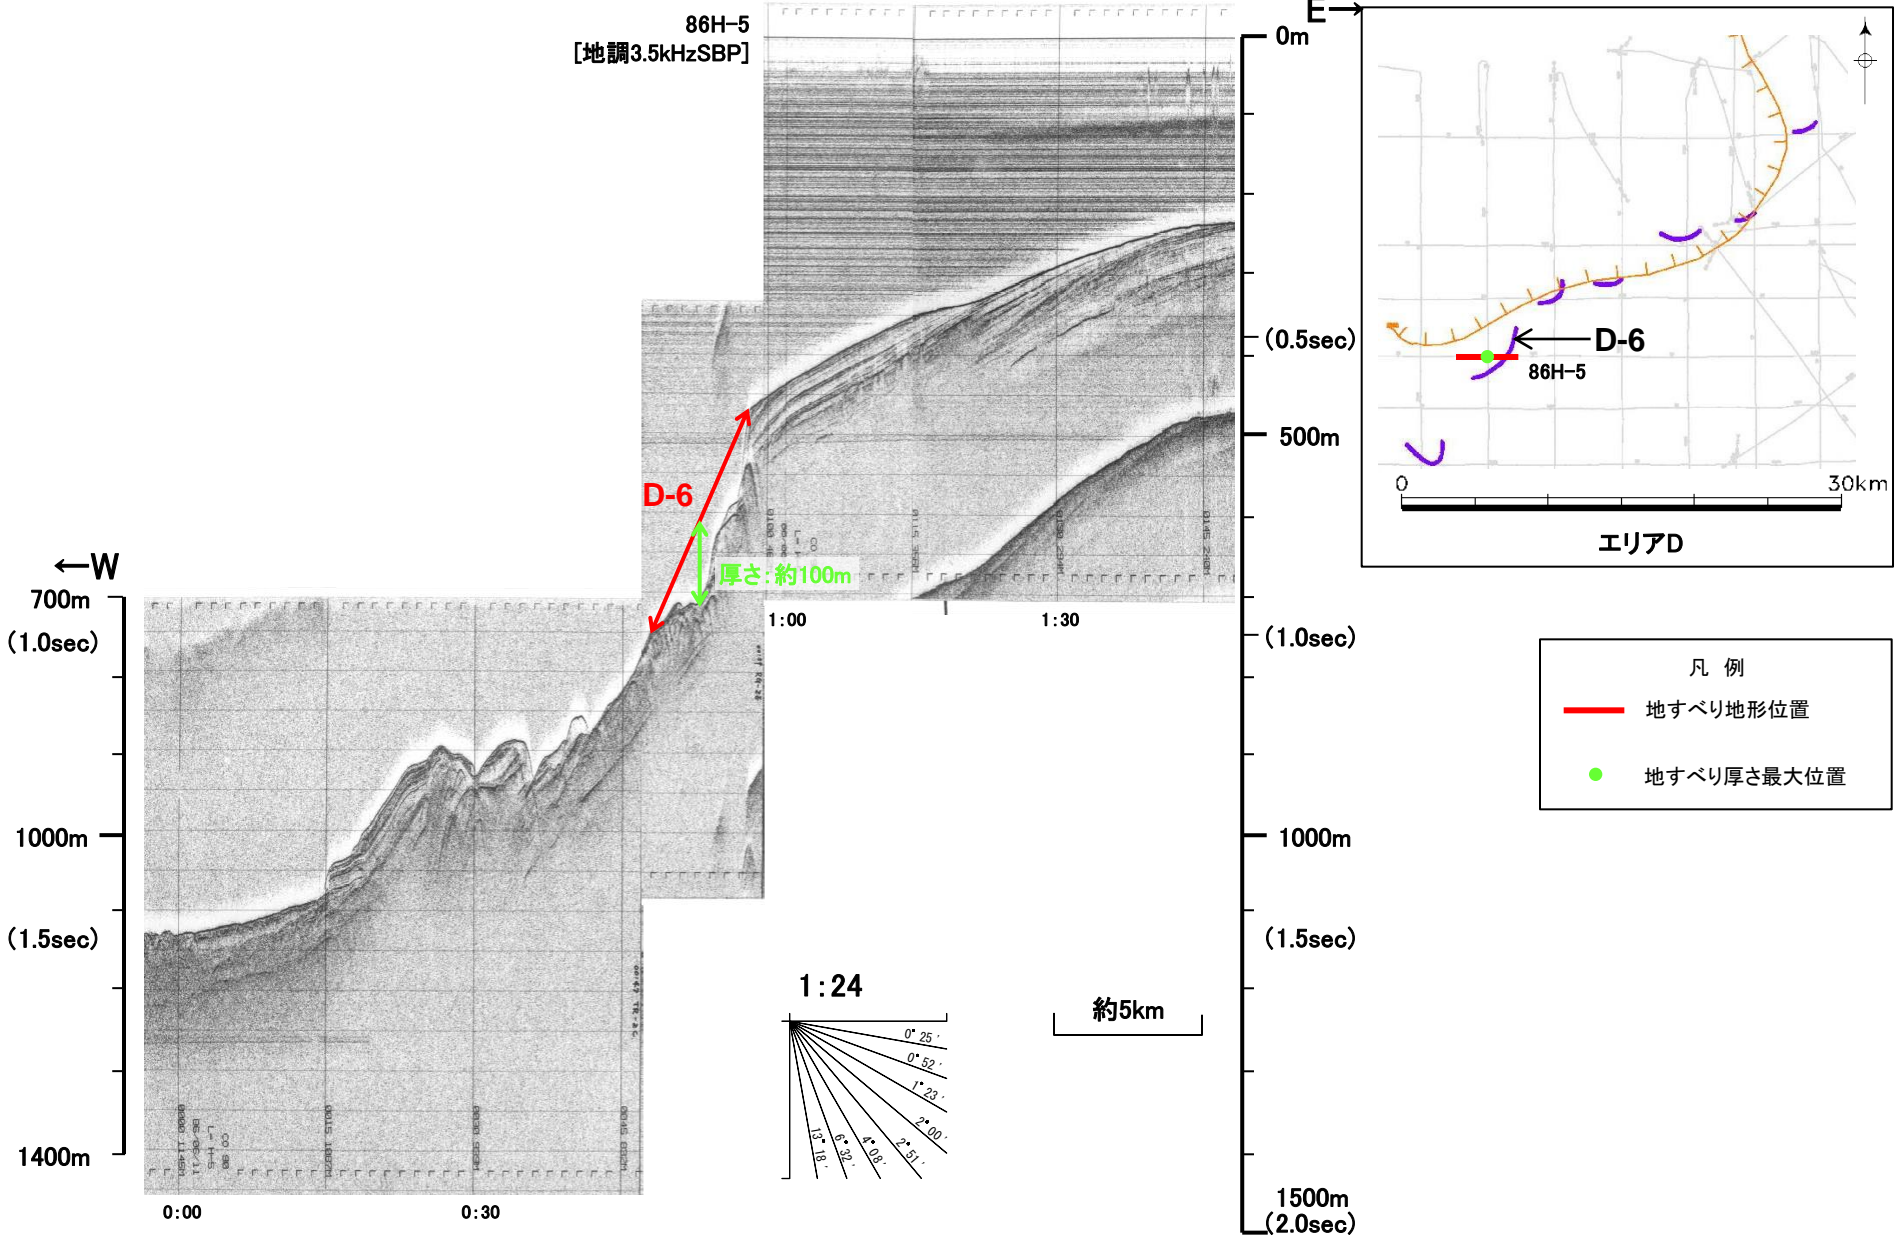 86H-5
[地調3.5kHzSBP]
E→
0m
(0.5sec)
500m
(1.0sec)
1000m
(1.5sec)
1500m
(2.0sec)
←W
700m
(1.0sec)
1000m
(1.5sec)
1400m
D-6
厚さ:約100m
1:00
1:30
0:00
0:30
1:24
0°25′
0°52′
1°23′
2°00′
2°51′
4°08′
6°32′
13°18′
約5km
D-6
86H-5
0
30km
エリアD
凡 例
地すべり地形位置
地すべり厚さ最大位置